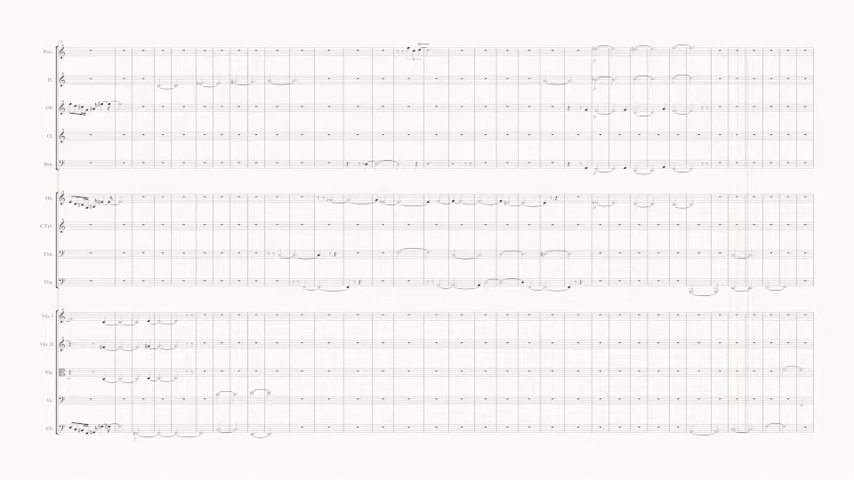 Picc.
Fl.
Ob.
Cl.
Bsn.
Hn.
C Tpt.
Tbn.
Tba.
Vln. I
Vln. II
Vla.
Vc.
Cb.